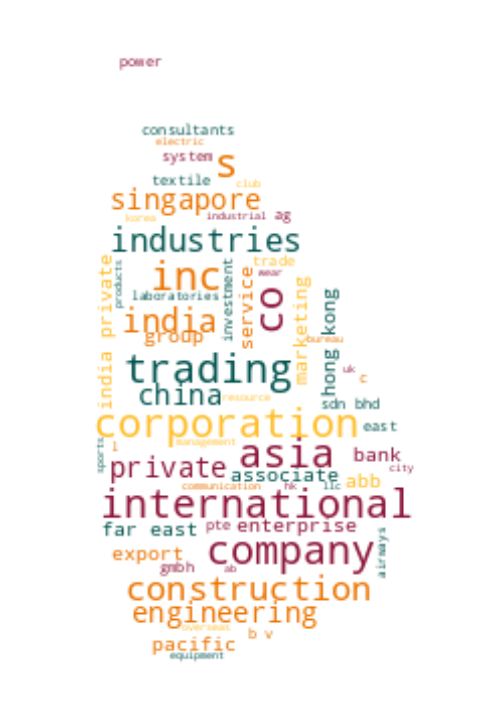 power
consultants
electric
system
s
textile
club
singapore
korea
industrial
ag
industries
trade
inc
wear
products
laboratories
investment
service
co
marketing
hong kong
india private
india
group
bureau
trading
uk
c
china
resource
sdn bhd
corporation
east
management
l
sports
asia
bank
private
associate
city
abb
communication
hk
llc
international
far east
pte
enterprise
company
airways
export
gmbh
ab
construction
engineering
overseas
b v
pacific
equipment